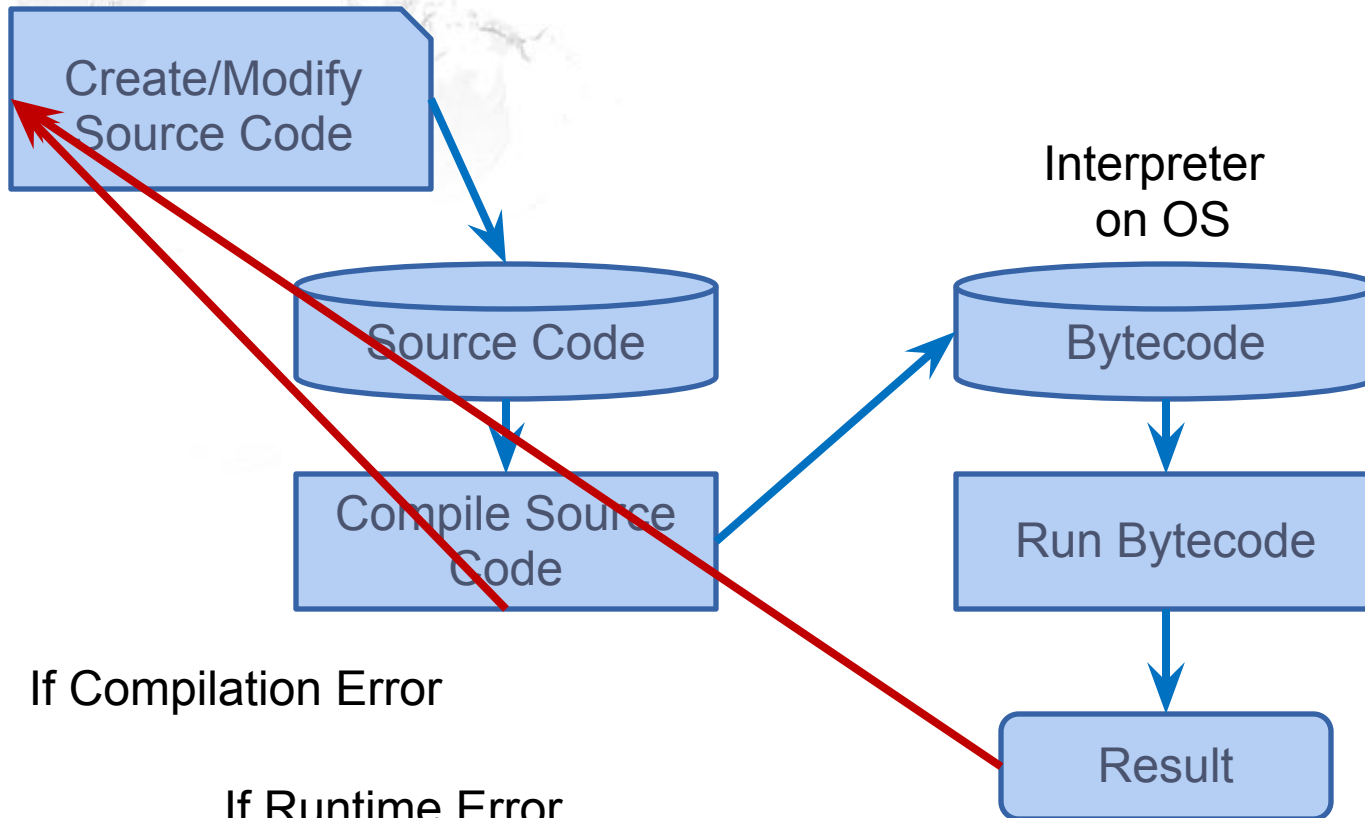 Create/Modify
Source Code
Interpreter
on OS
Source Code
Bytecode
Compile Source
Code
Run Bytecode
If Compilation Error
Result
If Runtime Error